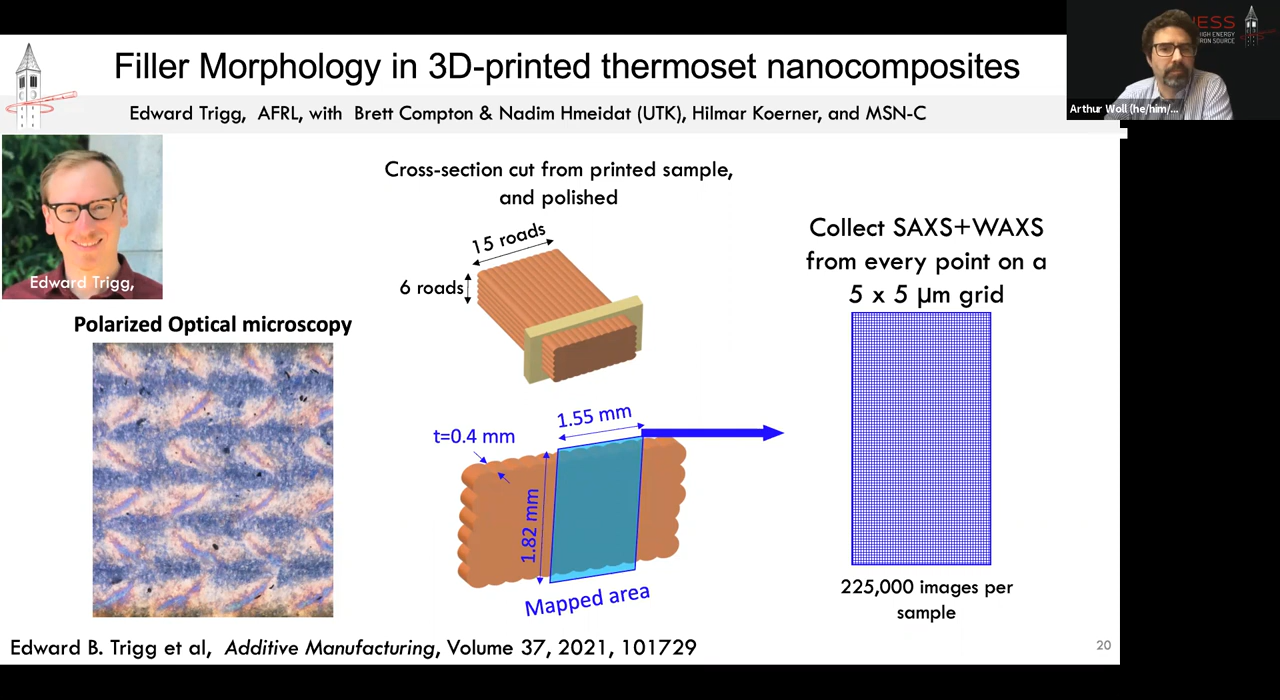 Filler Morphology in 3D-printed thermoset nanocomposites
Edward Trigg, AFRL, with Brett Compton & Nadim Hmeidat (UTK), Hilmar Koerner, and MSN-C
Arthur Woll (he/him/...
Edward Trigg,
Cross-section cut from printed sample,
and polished
15 roads
6 roads
Collect SAXS+WAXS
from every point on a
5 x 5 µm grid
Polarized Optical microscopy
1.55 mm
t=0.4 mm
1.82 mm
Mapped area
225,000 images per
sample
Edward B. Trigg et al, Additive Manufacturing, Volume 37, 2021, 101729
20